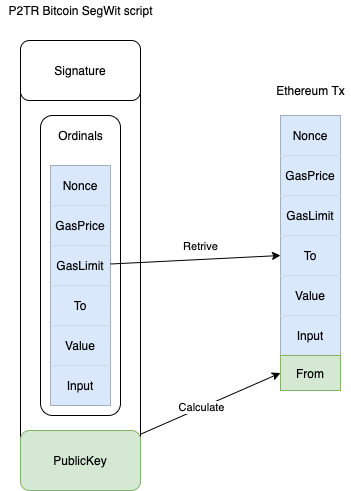 P2TR Bitcoin SegWit script
Signature
Ordinals
Nonce
GasPrice
GasLimit
To
Value
Input
PublicKey
Retrive
Calculate
Ethereum Tx
Nonce
GasPrice
GasLimit
To
Value
Input
From